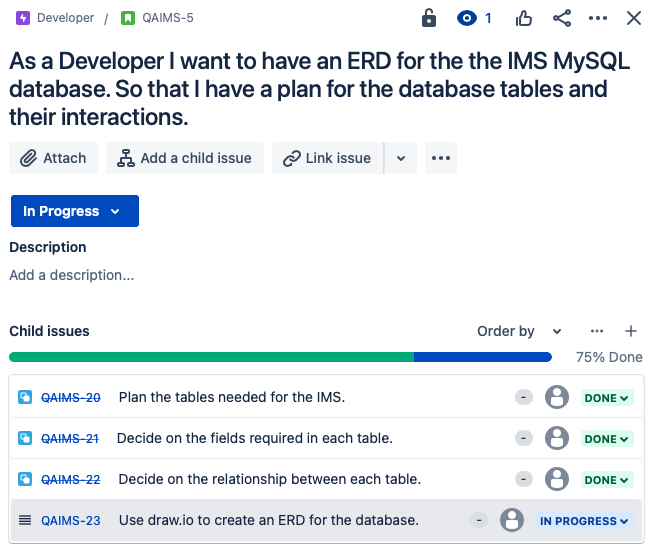 Developer / QAIMS-5 1
As a Developer I want to have an ERD for the the IMS MySQL
database. So that I have a plan for the database tables and
their interactions.
Attach Add a child issue Link issue
In Progress
Description
Add a description...
Child issues Order by
75% Done
QAIMS-20 Plan the tables needed for the IMS. - DONE
QAIMS-21 Decide on the fields required in each table. - DONE
QAIMS-22 Decide on the relationship between each table. - DONE
QAIMS-23 Use draw.io to create an ERD for the database. - IN PROGRESS